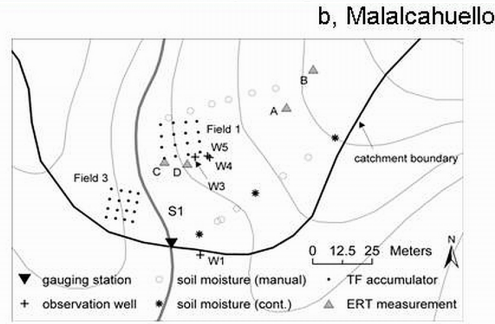 b, Malalcahuello
B
A
Field 1
W5
C D W4
W3
catchment boundary
Field 3
S1
N
0 12.5 25 Meters
W1
gauging station soil moisture (manual) TF accumulator
observation well soil moisture (cont.) ERT measurement